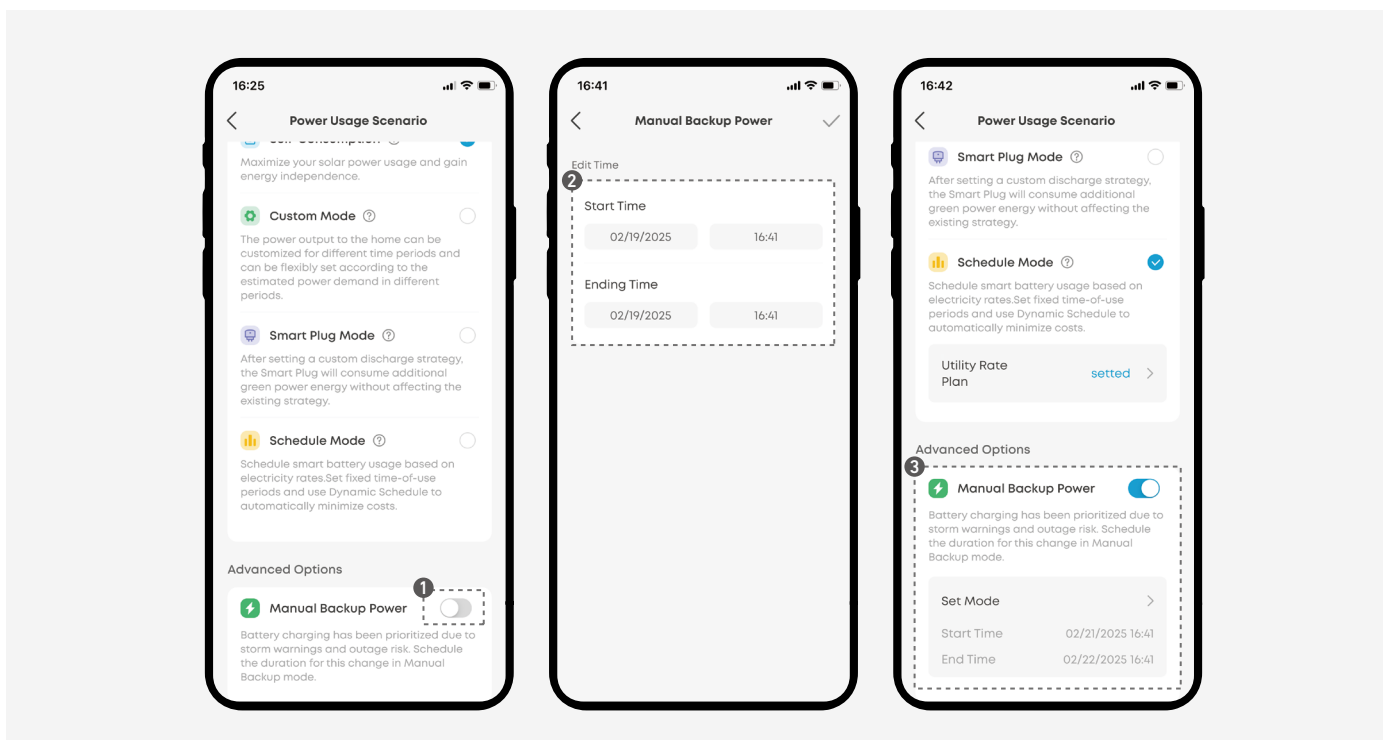 16:25
Power Usage Scenario
Self-Consumption ?
Maximize your solar power usage and gain
energy independence.
Custom Mode ?
The power output to the home can be
customized for different time periods and
can be flexibly set according to the
estimated power demand in different
periods.
Smart Plug Mode ?
After setting a custom discharge strategy,
the Smart Plug will consume additional
green power energy without affecting the
existing strategy.
Schedule Mode ?
Schedule smart battery usage based on
electricity rates.Set fixed time-of-use
periods and use Dynamic Schedule to
automatically minimize costs.
Advanced Options
1
Manual Backup Power
Battery charging has been prioritized due to
storm warnings and outage risk. Schedule
the duration for this change in Manual
Backup mode.
16:41
Manual Backup Power
Edit Time
2
Start Time
02/19/2025 16:41
Ending Time
02/19/2025 16:41
16:42
Power Usage Scenario
Smart Plug Mode ?
After setting a custom discharge strategy,
the Smart Plug will consume additional
green power energy without affecting the
existing strategy.
Schedule Mode ?
Schedule smart battery usage based on
electricity rates.Set fixed time-of-use
periods and use Dynamic Schedule to
automatically minimize costs.
Utility Rate
Plan
setted
Advanced Options
3
Manual Backup Power
Battery charging has been prioritized due to
storm warnings and outage risk. Schedule
the duration for this change in Manual
Backup mode.
Set Mode
Start Time 02/21/2025 16:41
End Time 02/22/2025 16:41